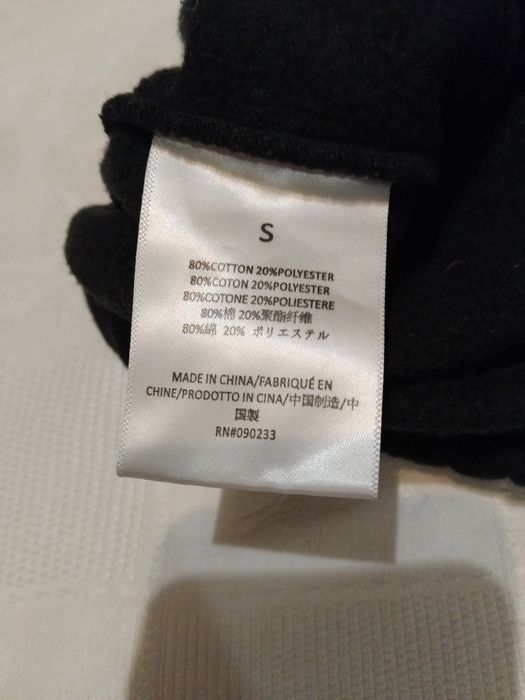 S
80%COTTON 20%POLYESTER
80%COTON 20%POLYESTER
80%COTONE 20%POLIESTERE
80%棉 20%聚酯纤维
80%綿 20% ポリエステル
MADE IN CHINA/FABRIQUÉ EN
CHINE/PRODOTTO IN CINA/中国制造/中
国製
RN#090233